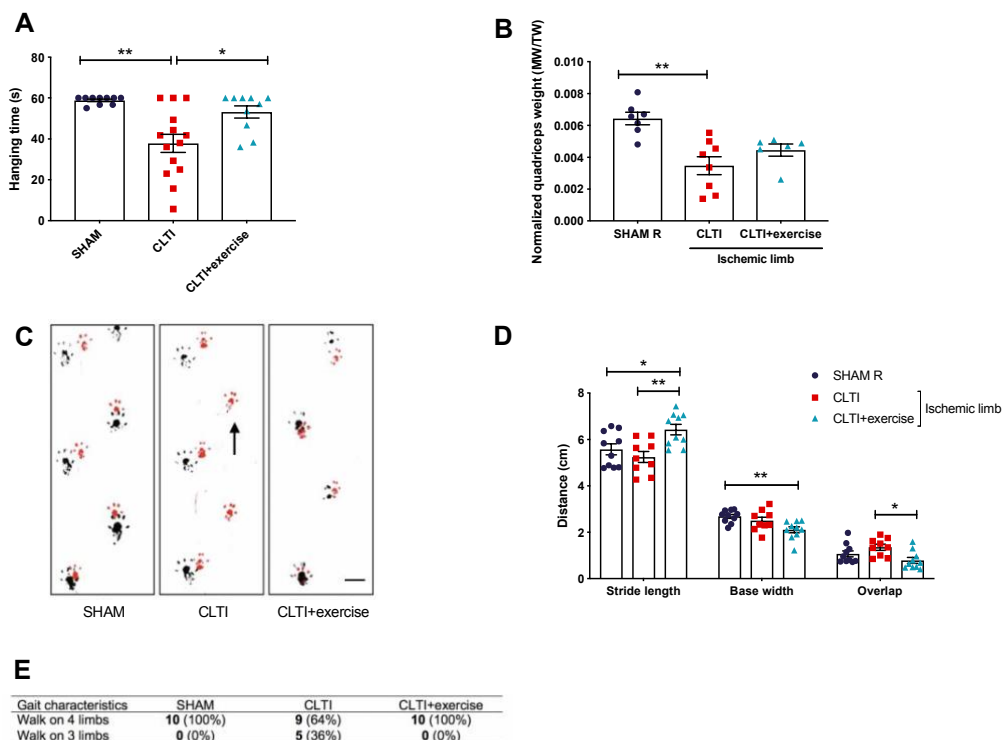 A
Hanging time (s)
80
60
40
20
0
**
*
SHAM
CLTI
CLTI+exercise
B
Normalized quadriceps weight (MW/TW)
0.010
0.008
0.006
0.004
0.002
0.000
**
SHAM R
CLTI
CLTI+exercise
Ischemic limb
C
SHAM
CLTI
CLTI+exercise
D
SHAM R
CLTI
CLTI+exercise
Ischemic limb
Distance (cm)
8
6
4
2
0
*
**
**
*
Stride length
Base width
Overlap
E
Gait characteristics SHAM CLTI CLTI+exercise
Walk on 4 limbs 10 (100%) 9 (64%) 10 (100%)
Walk on 3 limbs 0 (0%) 5 (36%) 0 (0%)